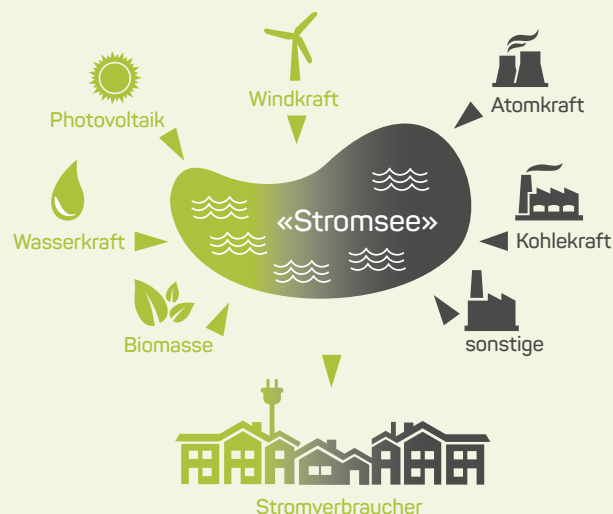 Windkraft
Photovoltaik
Atomkraft
«Stromsee»
Wasserkraft
Kohlekraft
Biomasse
sonstige
Stromverbraucher